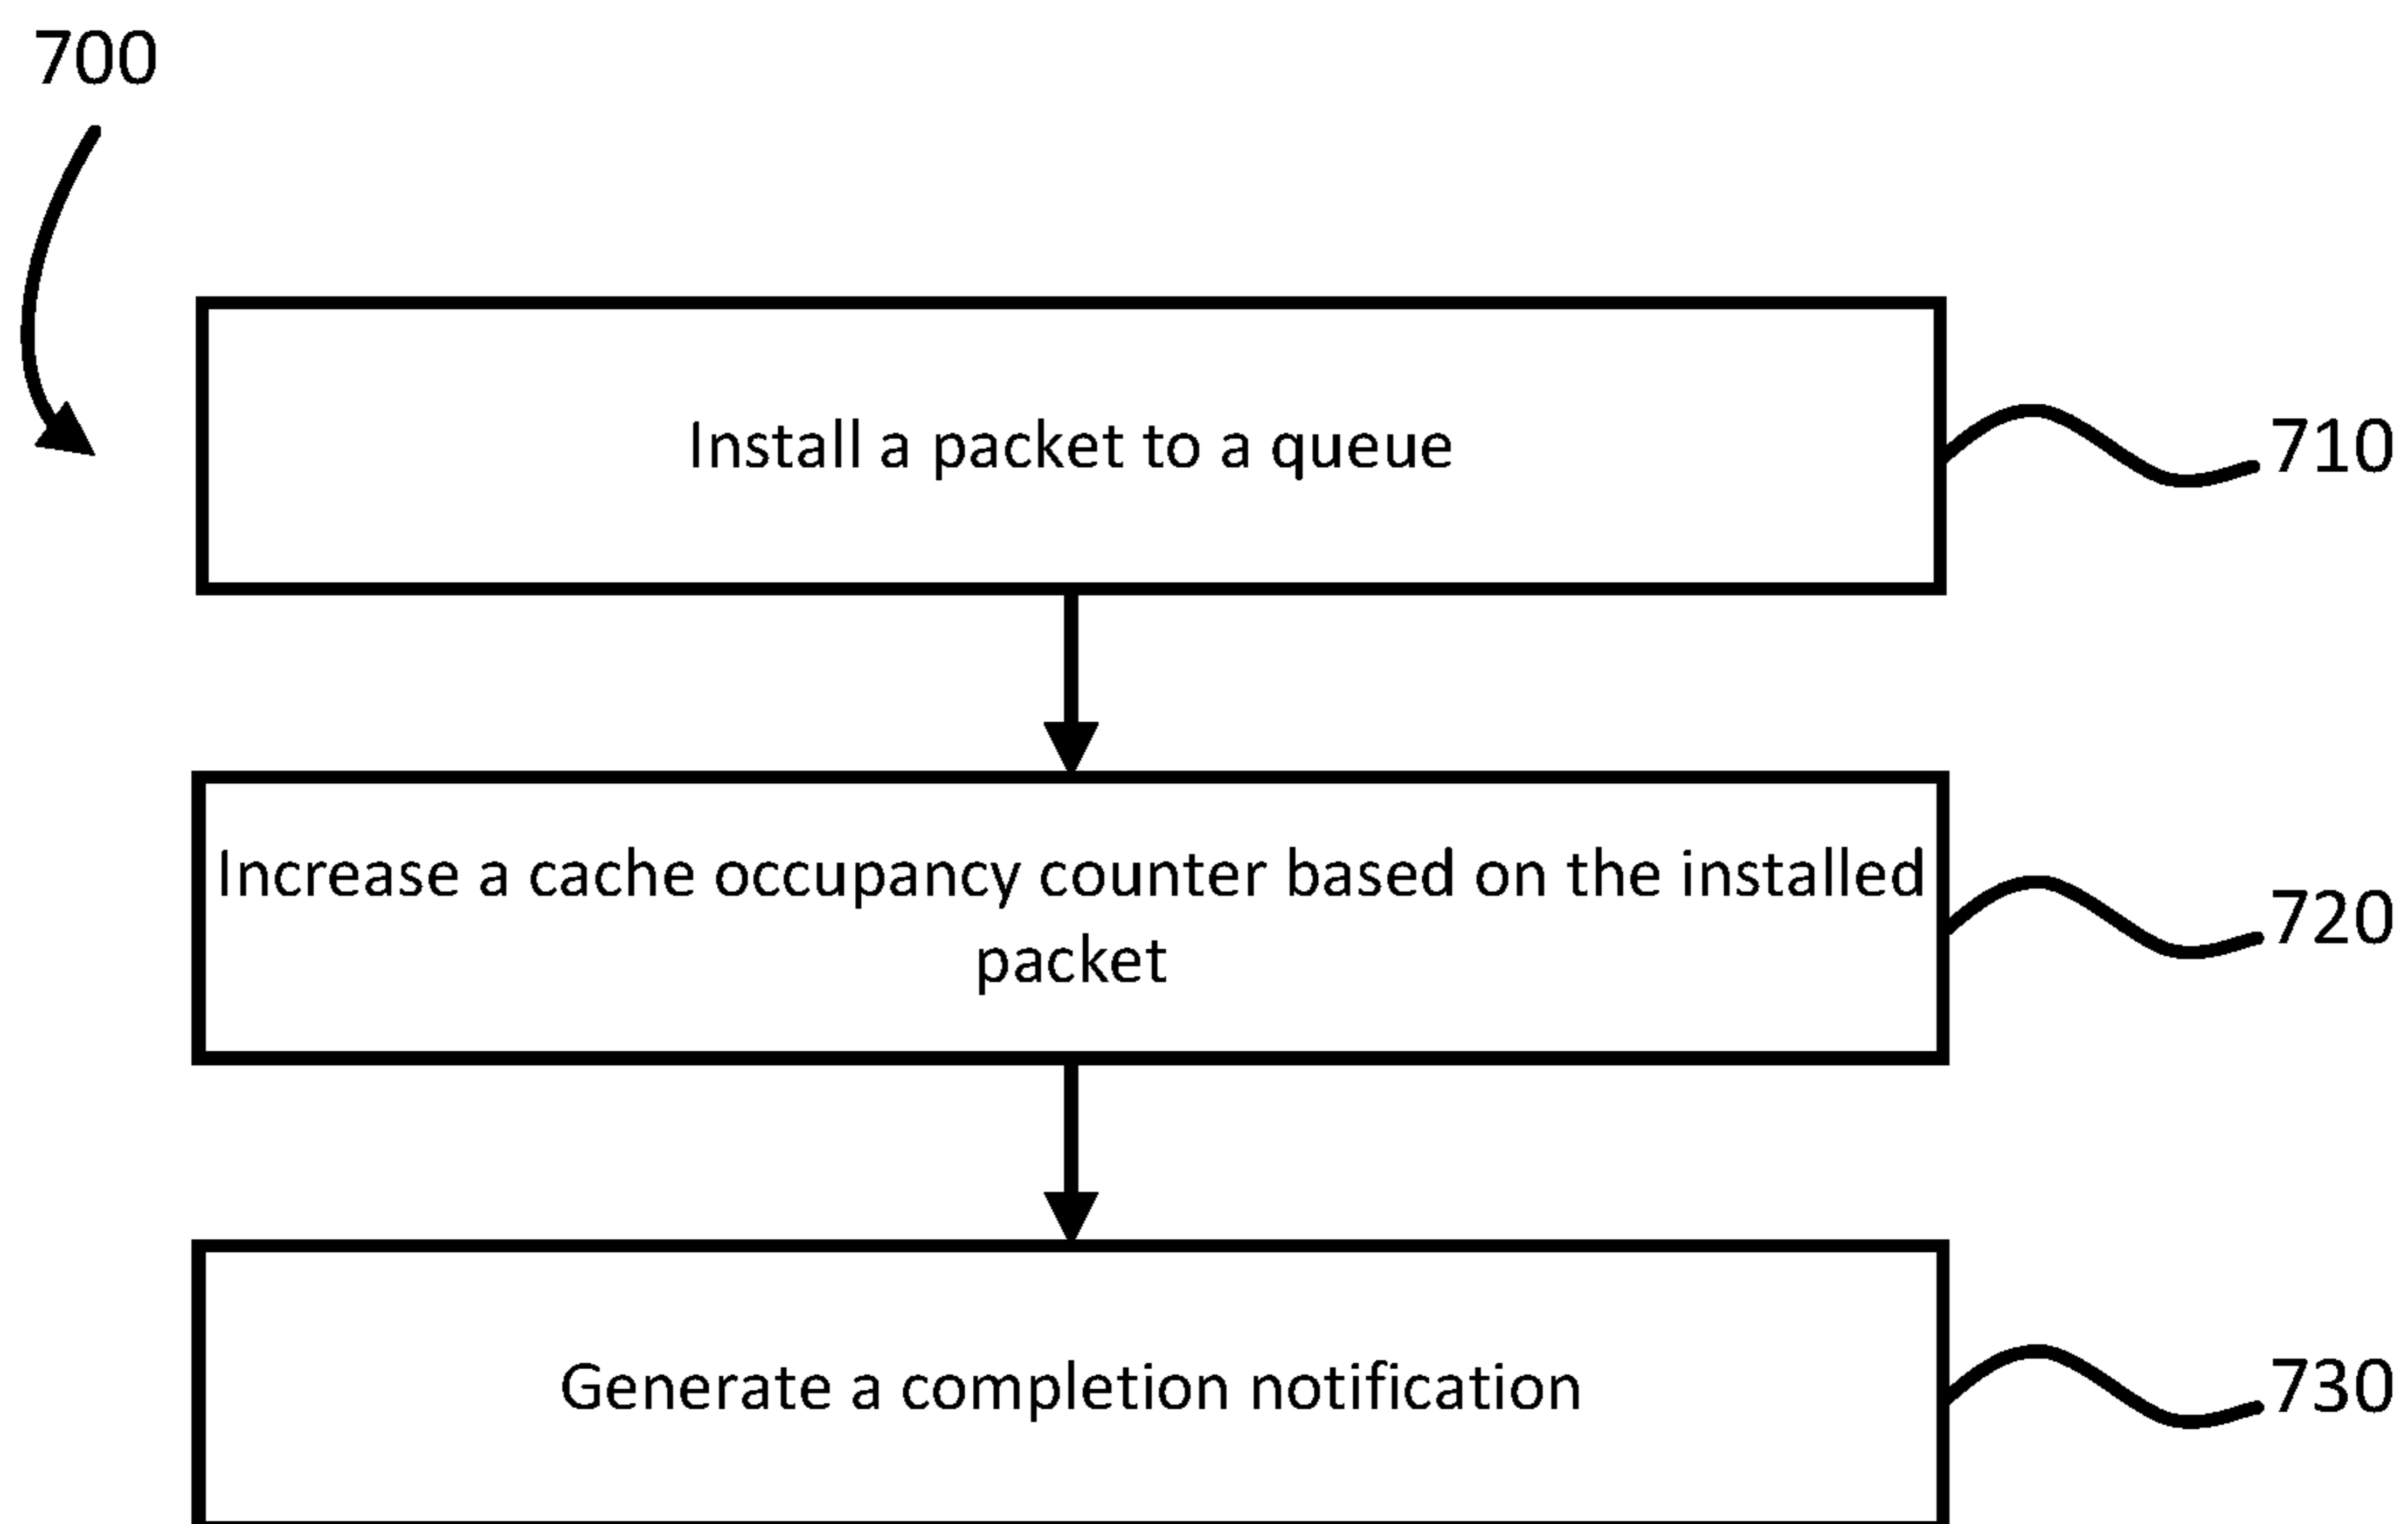 700
Install a packet to a queue
710
Increase a cache occupancy counter based on the installed
packet
720
Generate a completion notification
730